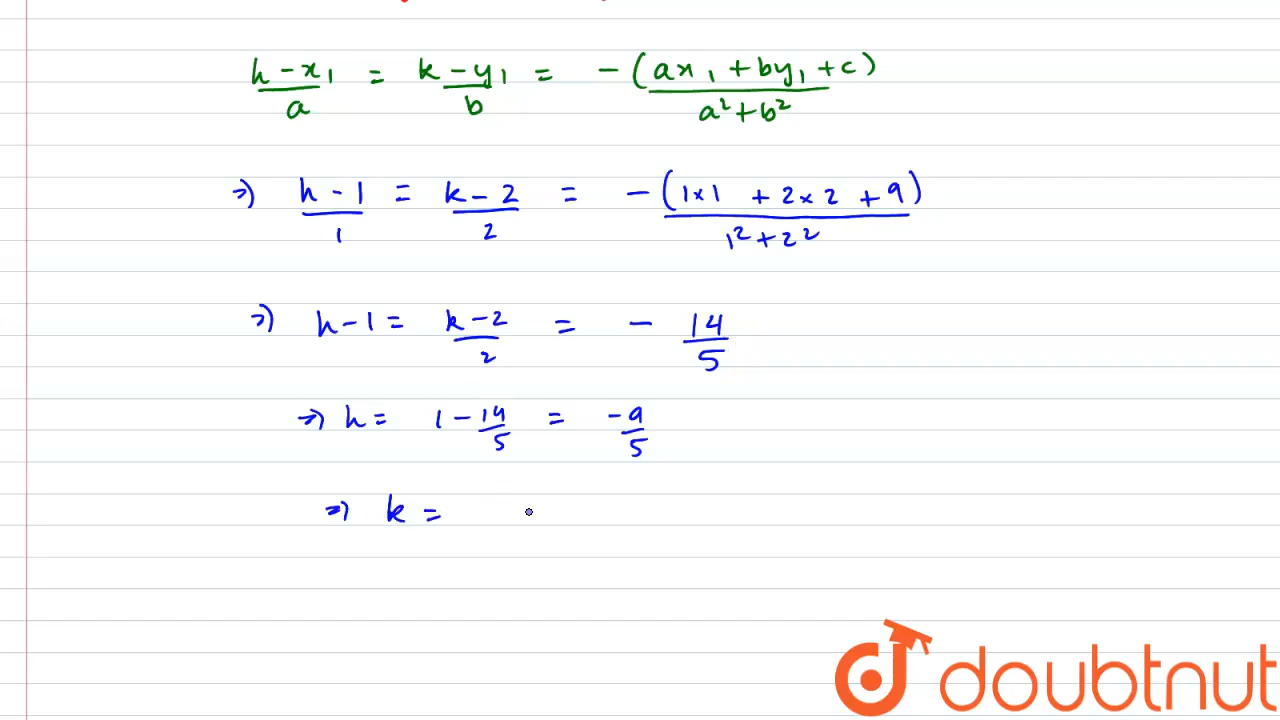 h - x₁/a = k - y₁/b = -(ax₁ + by₁ + c)/a² + b²
⇒ h - 1/1 = k - 2/2 = -(1×1 + 2×2 + 9)/1² + 2²
⇒ h - 1 = k - 2/2 = - 14/5
⇒ h = 1 - 14/5 = -9/5
⇒ k =
doubtnut